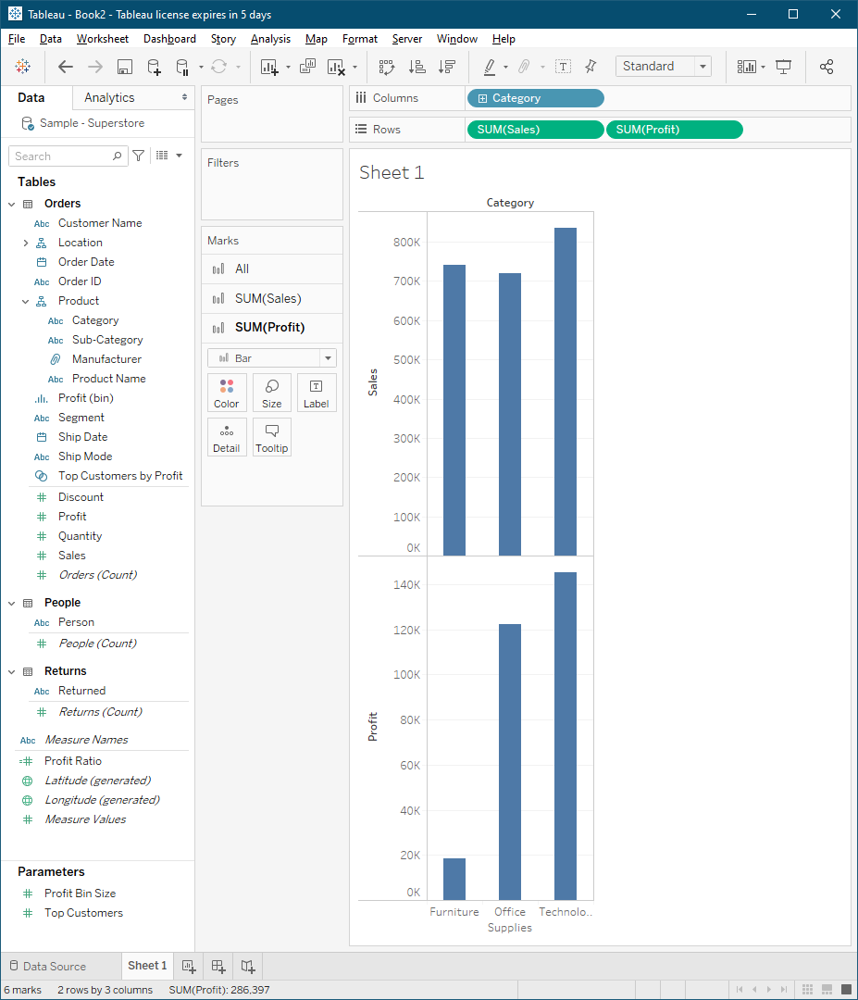 Tableau - Book2 - Tableau license expires in 5 days
File Data Worksheet Dashboard Story Analysis Map Format Server Window Help
Standard
Data Analytics
Sample - Superstore
Search
Tables
Orders
Abc Customer Name
Location
Order Date
Abc Order ID
Product
Abc Category
Abc Sub-Category
Manufacturer
Abc Product Name
Profit (bin)
Abc Segment
Ship Date
Abc Ship Mode
Top Customers by Profit
Discount
Profit
Quantity
Sales
Orders (Count)
People
Abc Person
People (Count)
Returns
Abc Returned
Returns (Count)
Abc Measure Names
Profit Ratio
Latitude (generated)
Longitude (generated)
Measure Values
Parameters
Profit Bin Size
Top Customers
Pages
Filters
Marks
All
SUM(Sales)
SUM(Profit)
Bar
Color Size Label
Detail Tooltip
Columns Category
Rows SUM(Sales) SUM(Profit)
Sheet 1
Category
Sales
800K
700K
600K
500K
400K
300K
200K
100K
0K
Profit
140K
120K
100K
80K
60K
40K
20K
0K
Furniture Office Technolo..
Supplies
Data Source Sheet 1
6 marks 2 rows by 3 columns SUM(Profit): 286,397